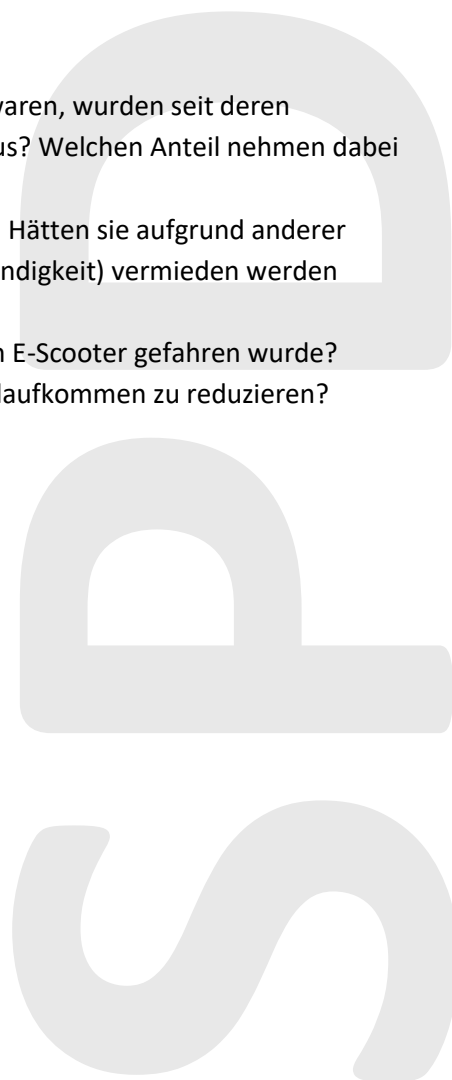 waren, wurden seit deren
us? Welchen Anteil nehmen dabei
Hätten sie aufgrund anderer
ndigkeit) vermieden werden
n E-Scooter gefahren wurde?
laufkommen zu reduzieren?
SPD